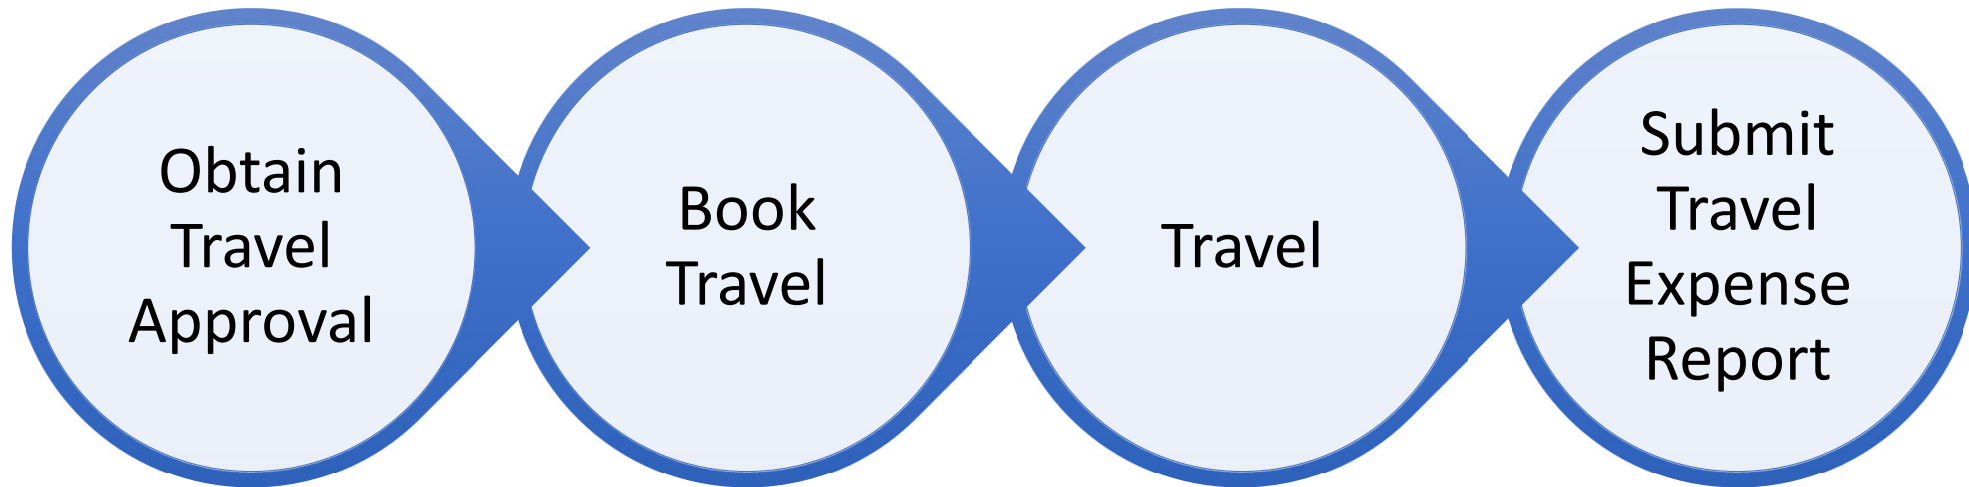 Obtain
Travel
Approval
Book
Travel
Travel
Submit
Travel
Expense
Report